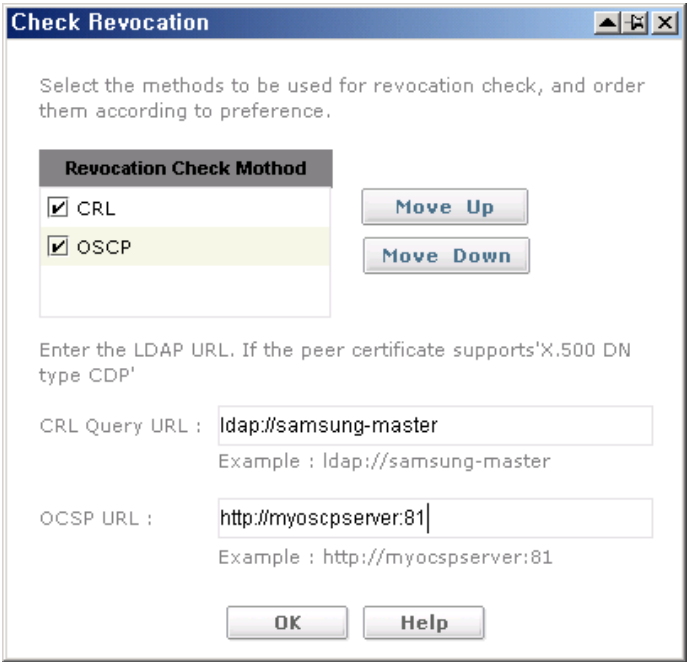 Check Revocation
Select the methods to be used for revocation check, and order
them according to preference.
Revocation Check Mothod
CRL
OSCP
Move Up
Move Down
Enter the LDAP URL. If the peer certificate supports'X.500 DN
type CDP'
CRL Query URL : ldap://samsung-master
Example : ldap://samsung-master
OCSP URL : http://myoscpserver:81
Example : http://myocspserver:81
OK Help